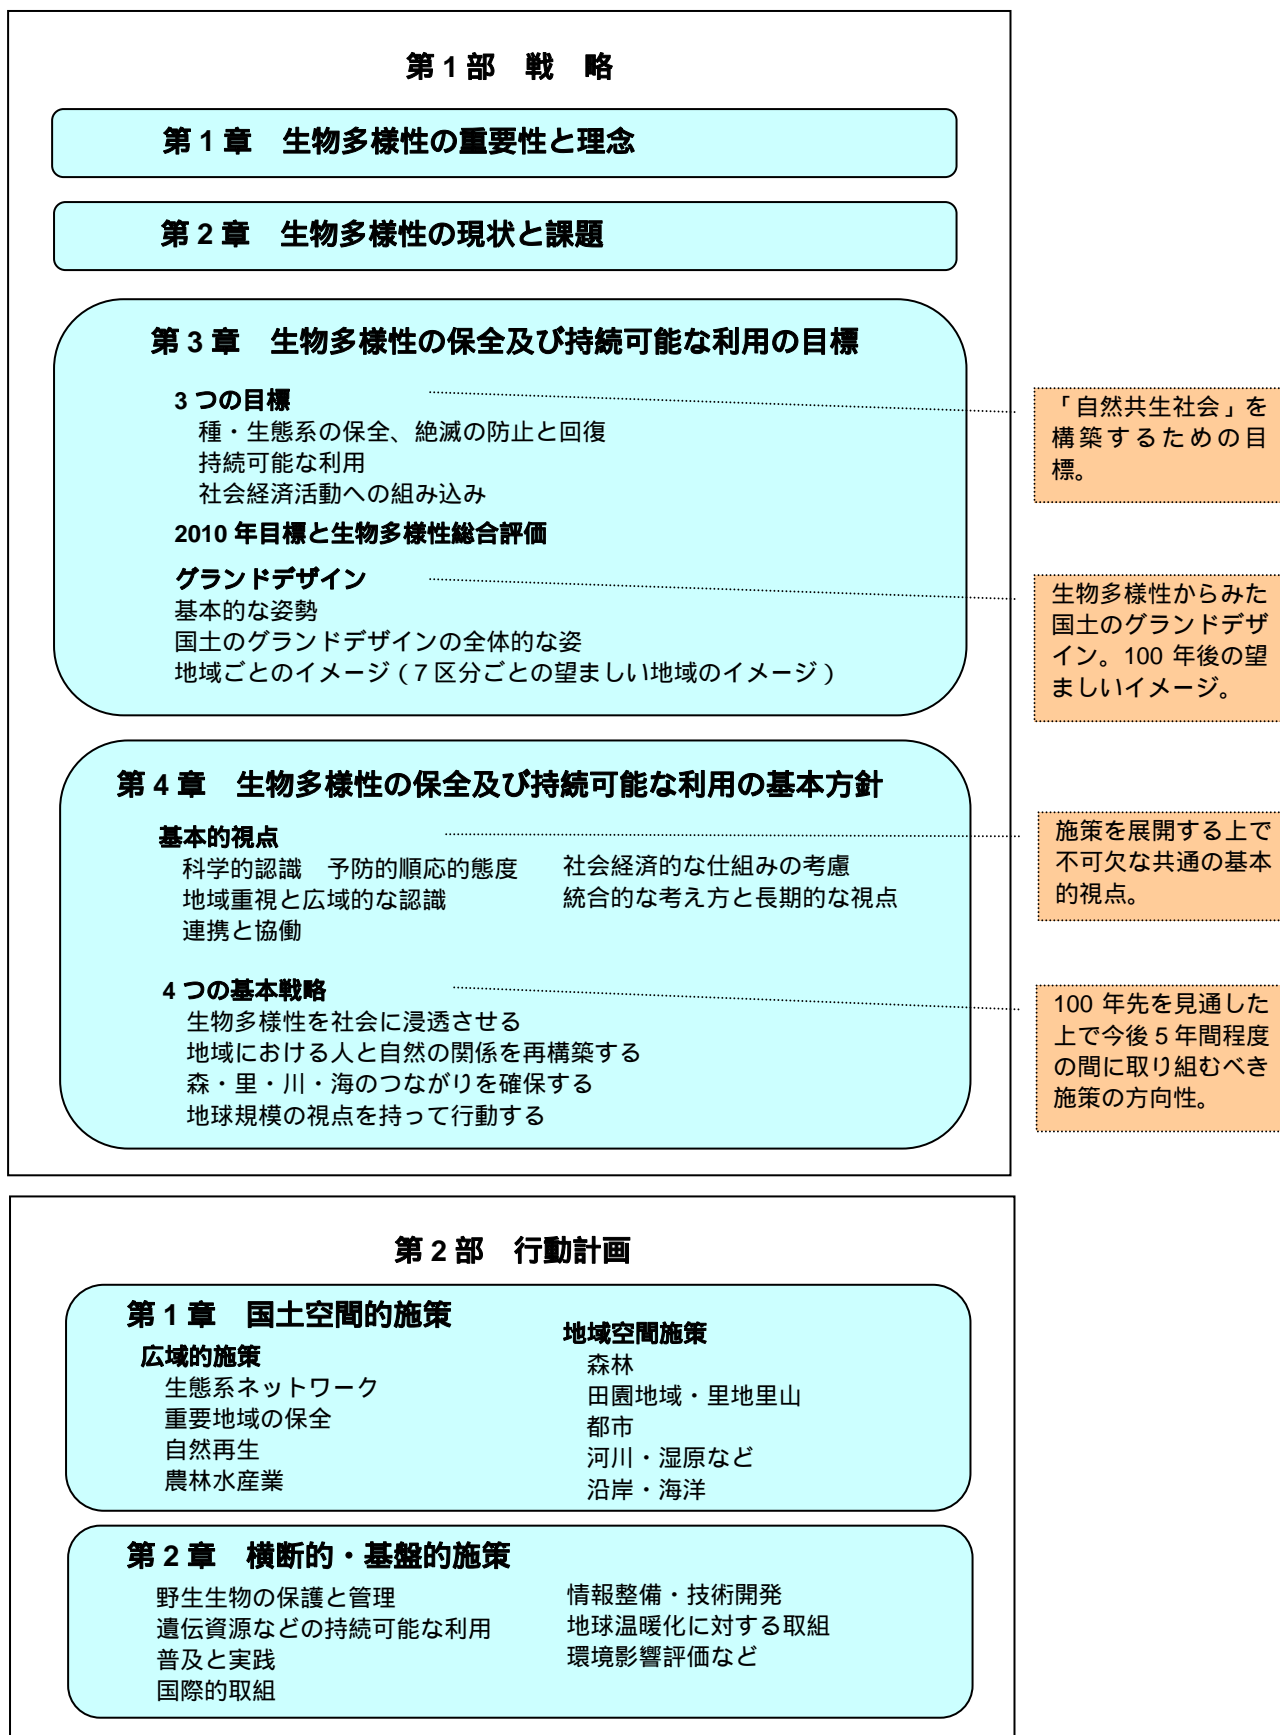 第1部　戦　略
第1章　生物多様性の重要性と理念
第2章　生物多様性の現状と課題
第3章　生物多様性の保全及び持続可能な利用の目標
3つの目標
種・生態系の保全、絶滅の防止と回復
持続可能な利用
社会経済活動への組み込み
2010年目標と生物多様性総合評価
グランドデザイン
基本的な姿勢
国土のグランドデザインの全体的な姿
地域ごとのイメージ（7区分ごとの望ましい地域のイメージ）
「自然共生社会」を
構築するための目
標。
生物多様性からみた
国土のグランドデザ
イン。100年後の望
ましいイメージ。
第4章　生物多様性の保全及び持続可能な利用の基本方針
基本的視点
科学的認識　予防的順応的態度
地域重視と広域的な認識
連携と協働
社会経済的な仕組みの考慮
統合的な考え方と長期的な視点
4つの基本戦略
生物多様性を社会に浸透させる
地域における人と自然の関係を再構築する
森・里・川・海のつながりを確保する
地球規模の視点を持って行動する
施策を展開する上で
不可欠な共通の基本
的視点。
100年先を見通した
上で今後5年間程度
の間に取り組むべき
施策の方向性。
第2部　行動計画
第1章　国土空間的施策
広域的施策
生態系ネットワーク
重要地域の保全
自然再生
農林水産業
地域空間施策
森林
田園地域・里地里山
都市
河川・湿原など
沿岸・海洋
第2章　横断的・基盤的施策
野生生物の保護と管理
遺伝資源などの持続可能な利用
普及と実践
国際的取組
情報整備・技術開発
地球温暖化に対する取組
環境影響評価など